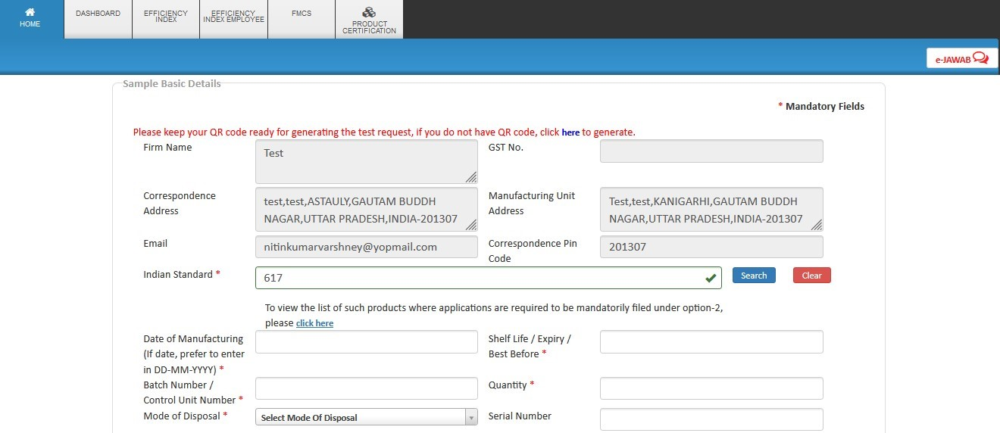 HOME
DASHBOARD
EFFICIENCY
INDEX
EFFICIENCY
INDEX EMPLOYEE
FMCS
PRODUCT
CERTIFICATION
e-JAWAB
Sample Basic Details
* Mandatory Fields
Please keep your QR code ready for generating the test request, if you do not have QR code, click here to generate.
Firm Name
Test
GST No.
Correspondence
Address
test,test,ASTAULY,GAUTAM BUDDH
NAGAR,UTTAR PRADESH,INDIA-201307
Manufacturing Unit
Address
Test,test,KANIGARHI,GAUTAM BUDDH
NAGAR,UTTAR PRADESH,INDIA-201307
Email
nitinkumarvarshney@yopmail.com
Correspondence Pin
Code
201307
Indian Standard *
617
Search
Clear
To view the list of such products where applications are required to be mandatorily filed under option-2,
please click here
Date of Manufacturing
(If date, prefer to enter
in DD-MM-YYYY) *
Shelf Life / Expiry /
Best Before *
Batch Number /
Control Unit Number *
Quantity *
Mode of Disposal *
Select Mode Of Disposal
Serial Number